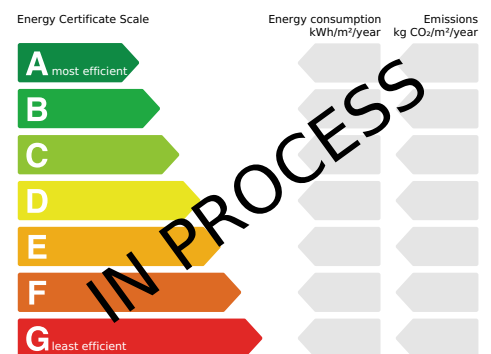 Energy Certificate Scale
Energy consumption
kWh/m²/year
Emissions
kg CO₂/m²/year
A most efficient
B
C
D
E
F
G least efficient
IN PROCESS